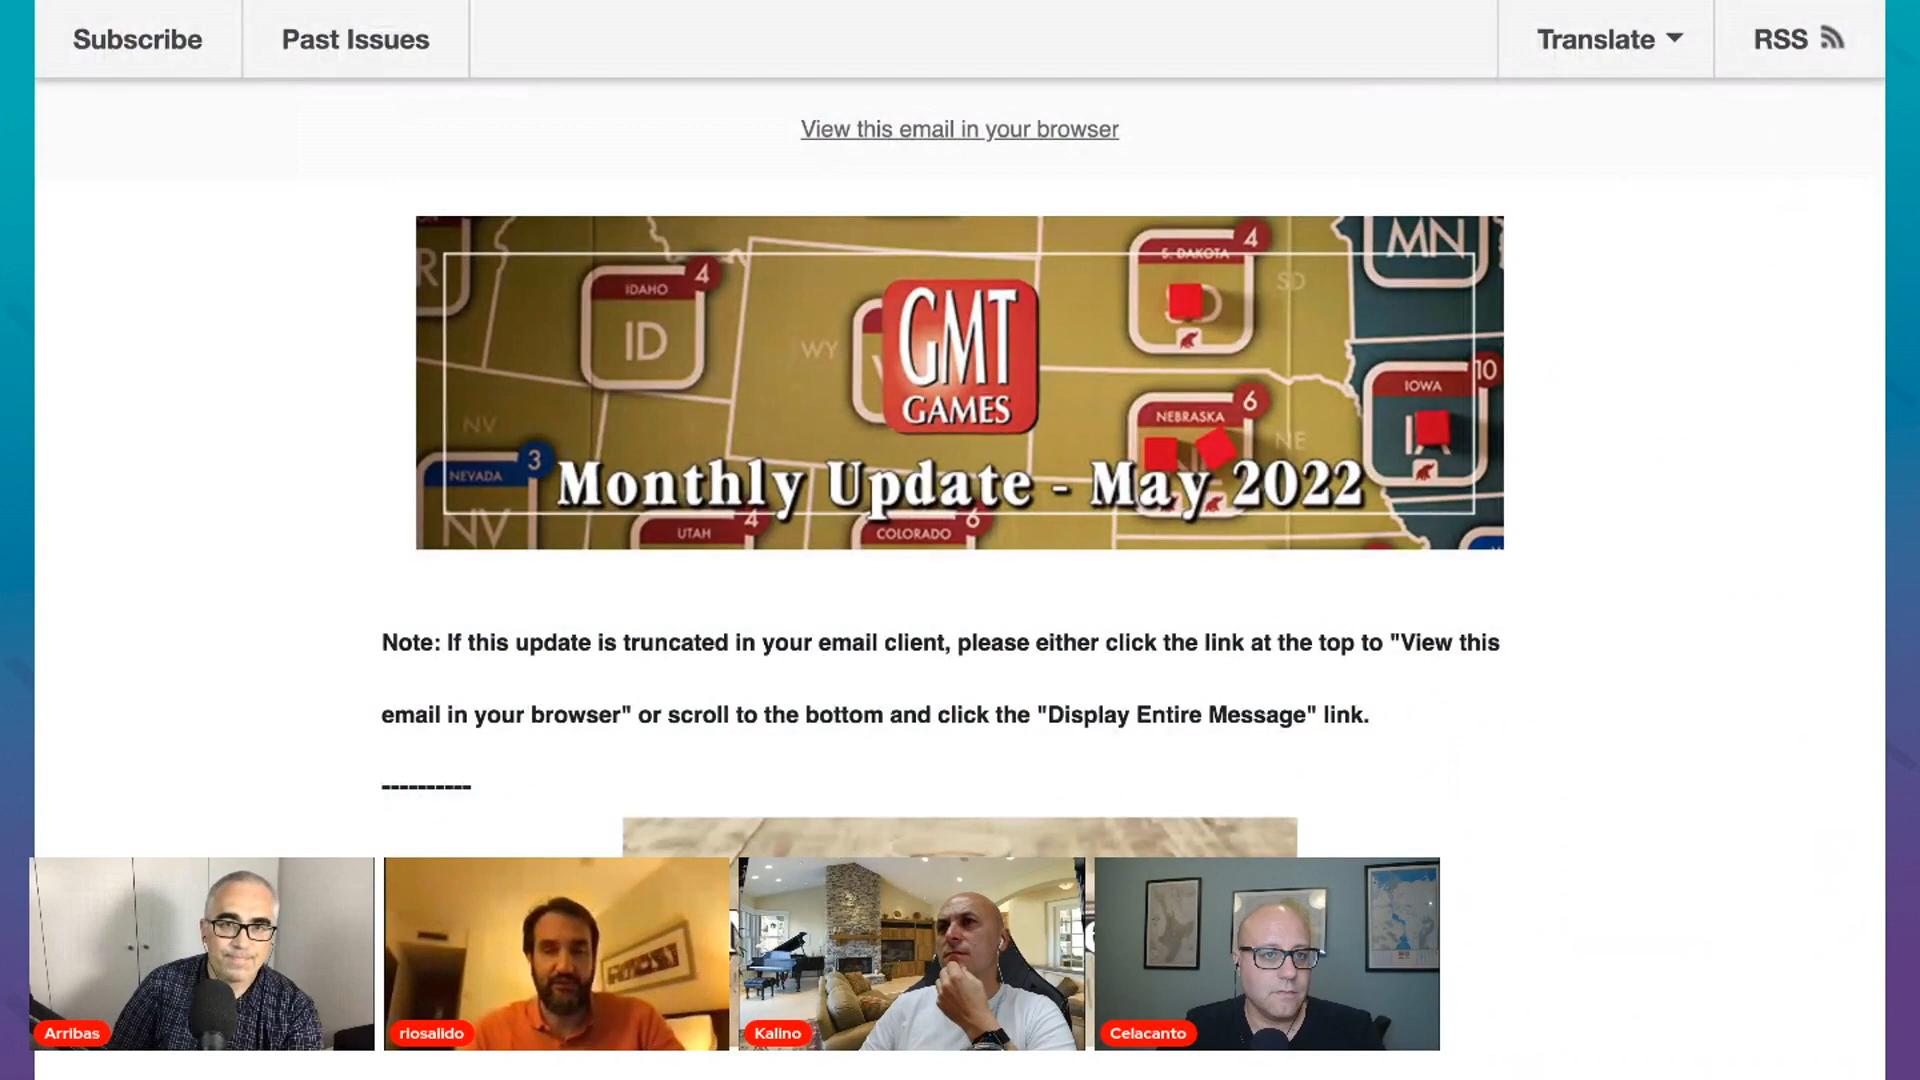 Subscribe
Past Issues
Translate
RSS
View this email in your browser
MN
4
S. DAKOTA
SD
4
IDAHO
ID
WY
GMT
GAMES
10
IOWA
IA
6
NEBRASKA
NE
NV
3
NEVADA
NV
Monthly Update - May 2022
4
UTAH
6
COLORADO
Note: If this update is truncated in your email client, please either click the link at the top to "View this
email in your browser" or scroll to the bottom and click the "Display Entire Message" link.
----------
Arribas
riosalido
Kalino
Celacanto